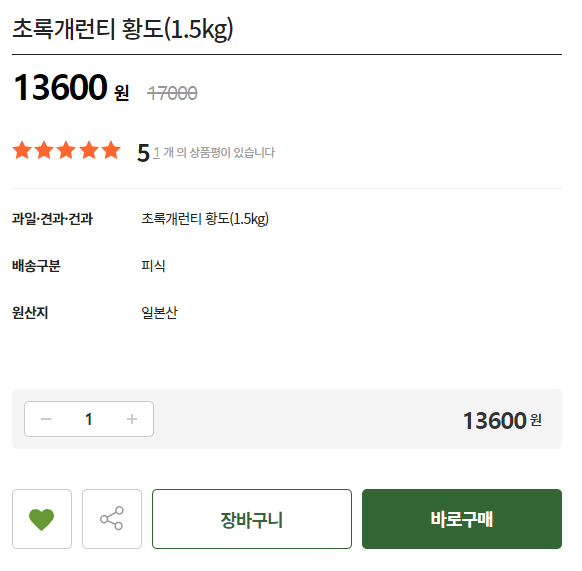 초록개런티 황도(1.5kg)
13600 원 17000
5 1 개 의 상품평이 있습니다
과일·견과·건과 초록개런티 황도(1.5kg)
배송구분 피식
원산지 일본산
1 13600 원
장바구니 바로구매